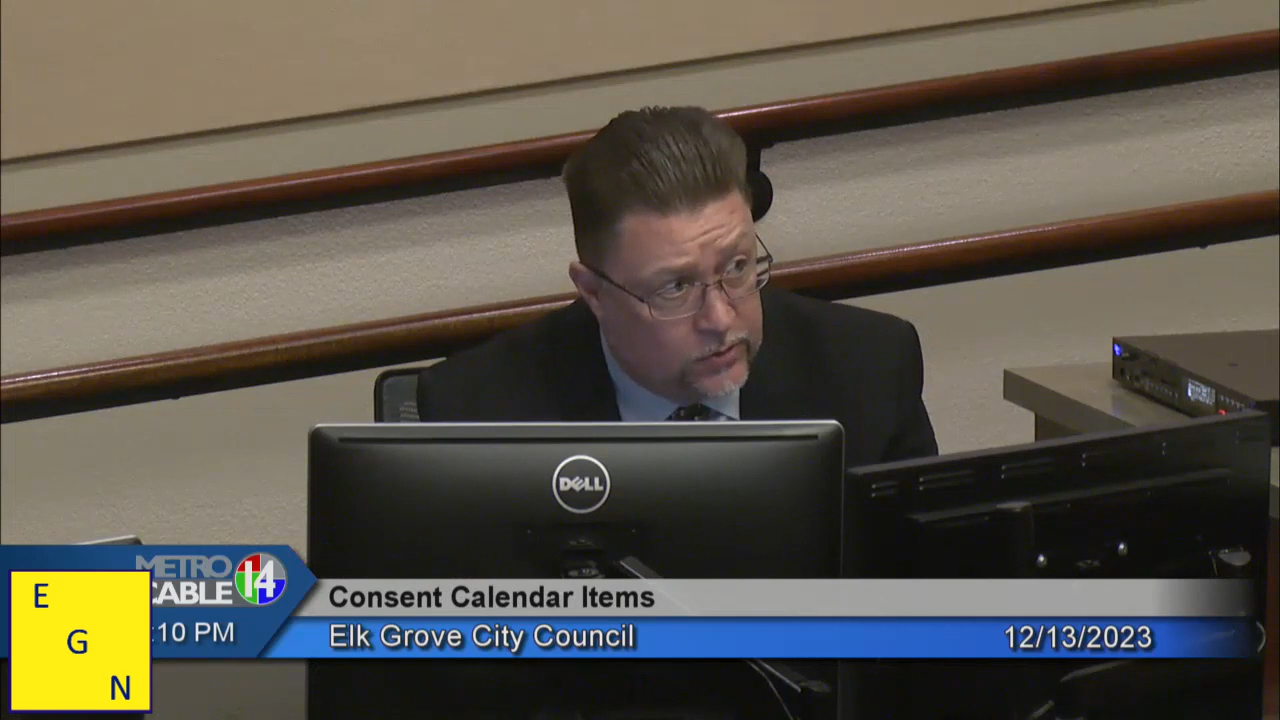 DELL
METRO
CABLE 14
:10 PM
Consent Calendar Items
Elk Grove City Council
12/13/2023
E
G
N